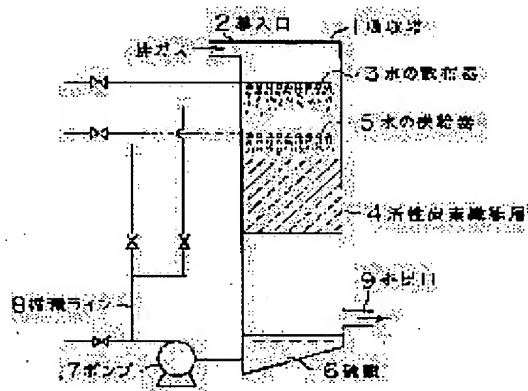 2 導入口
1 吸収塔
排ガス
3 水の散布器
5 水の供給器
4 活性炭素繊維層
9 出口
8 循環ライン
7 ポンプ
6 硫酸